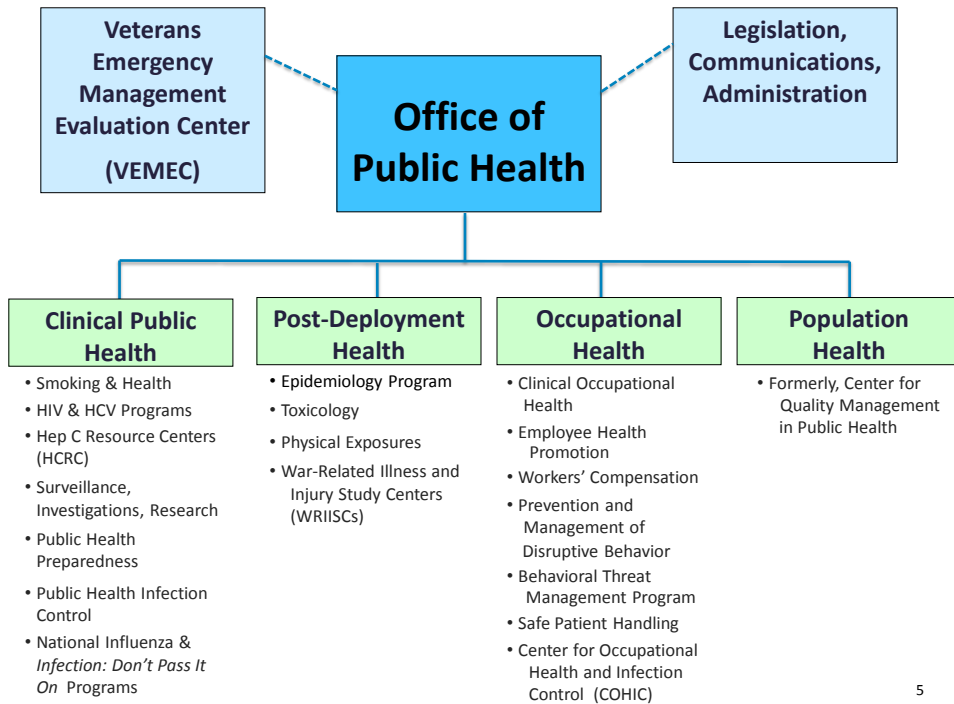 Veterans
Emergency
Management
Evaluation Center
(VEMEC)
Office of
Public Health
Legislation,
Communications,
Administration
Clinical Public
Health
• Smoking & Health
• HIV & HCV Programs
• Hep C Resource Centers
(HCRC)
• Surveillance,
Investigations, Research
• Public Health
Preparedness
• Public Health Infection
Control
• National Influenza &
Infection: Don't Pass It
On Programs
Post-Deployment
Health
• Epidemiology Program
• Toxicology
• Physical Exposures
• War-Related Illness and
Injury Study Centers
(WRIISCs)
Occupational
Health
• Clinical Occupational
Health
• Employee Health
Promotion
• Workers' Compensation
• Prevention and
Management of
Disruptive Behavior
• Behavioral Threat
Management Program
• Safe Patient Handling
• Center for Occupational
Health and Infection
Control (COHIC)
Population
Health
• Formerly, Center for
Quality Management
in Public Health
5